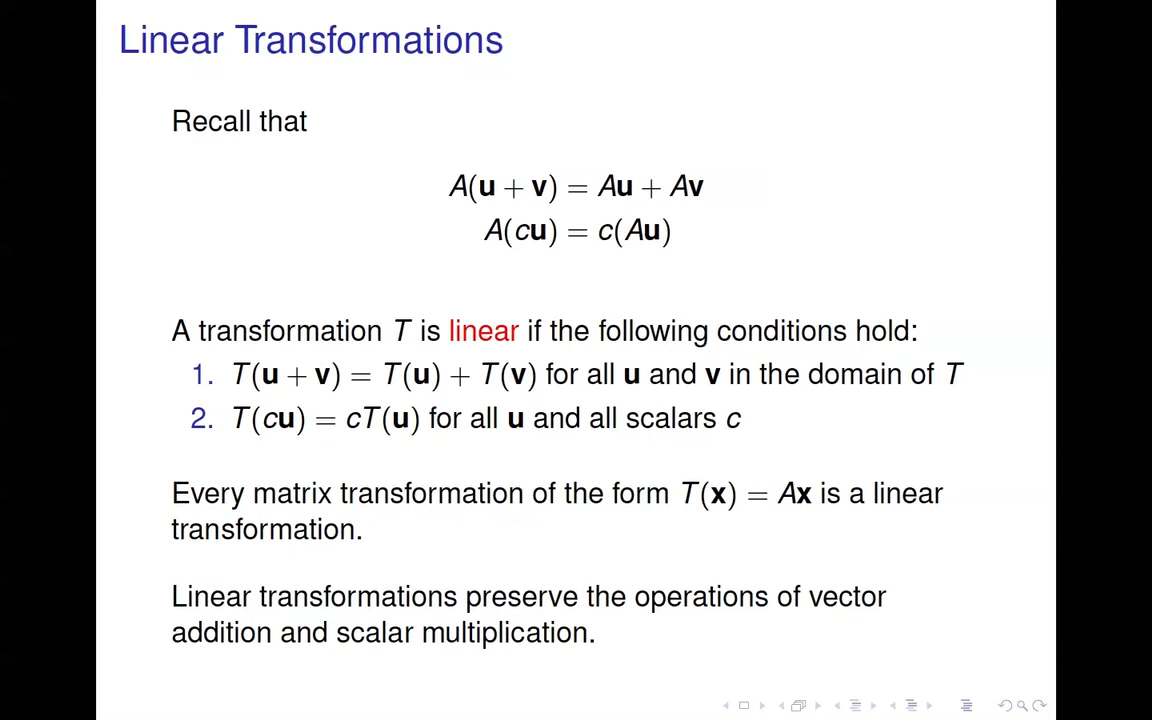 Linear Transformations
Recall that
A(u + v) = Au + Av
A(cu) = c(Au)
A transformation T is linear if the following conditions hold:
1. T(u + v) = T(u) + T(v) for all u and v in the domain of T
2. T(cu) = cT(u) for all u and all scalars c
Every matrix transformation of the form T(x) = Ax is a linear
transformation.
Linear transformations preserve the operations of vector
addition and scalar multiplication.